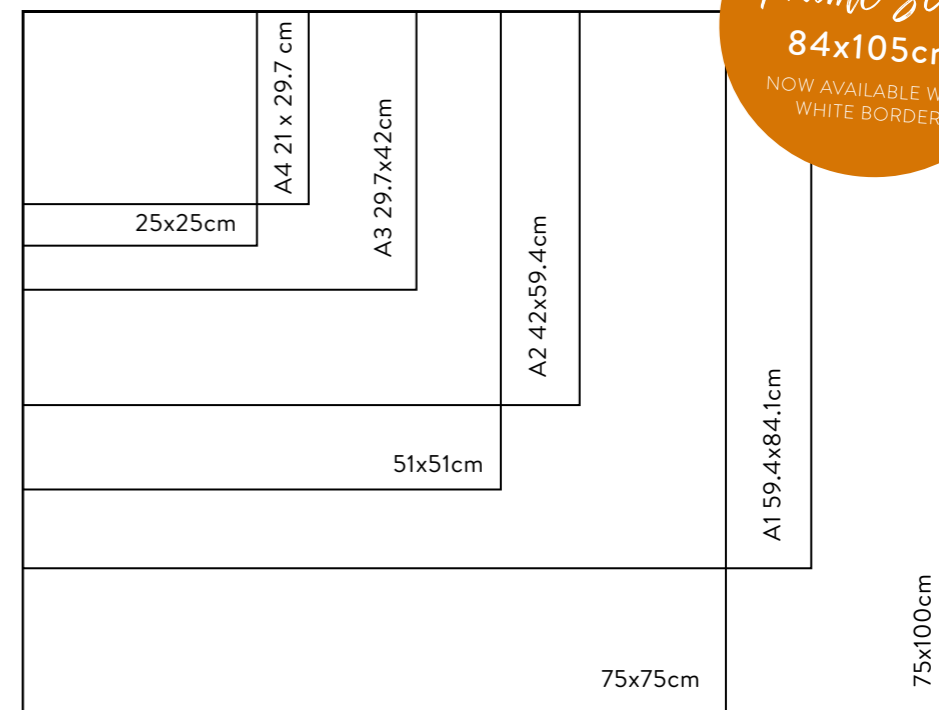 84x105c
NOW AVAILABLE W
WHITE BORDER
A4 21 x 29.7 cm
25x25cm
A3 29.7x42cm
A2 42x59.4cm
51x51cm
A1 59.4x84.1cm
75x75cm
75x100cm